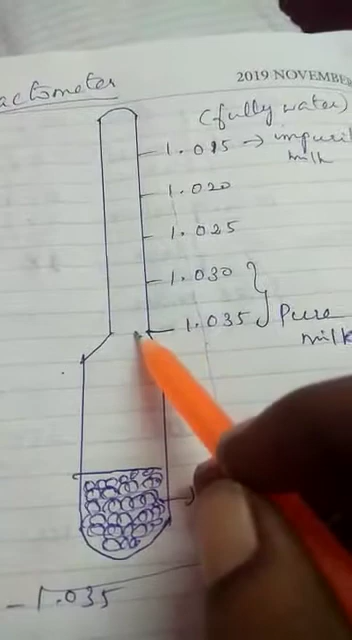 actometer
2019 NOVEMBER
(fully water)
1.015 → impuri
milk
1.020
1.025
1.030
1.035 Pure
milk
- 1.035